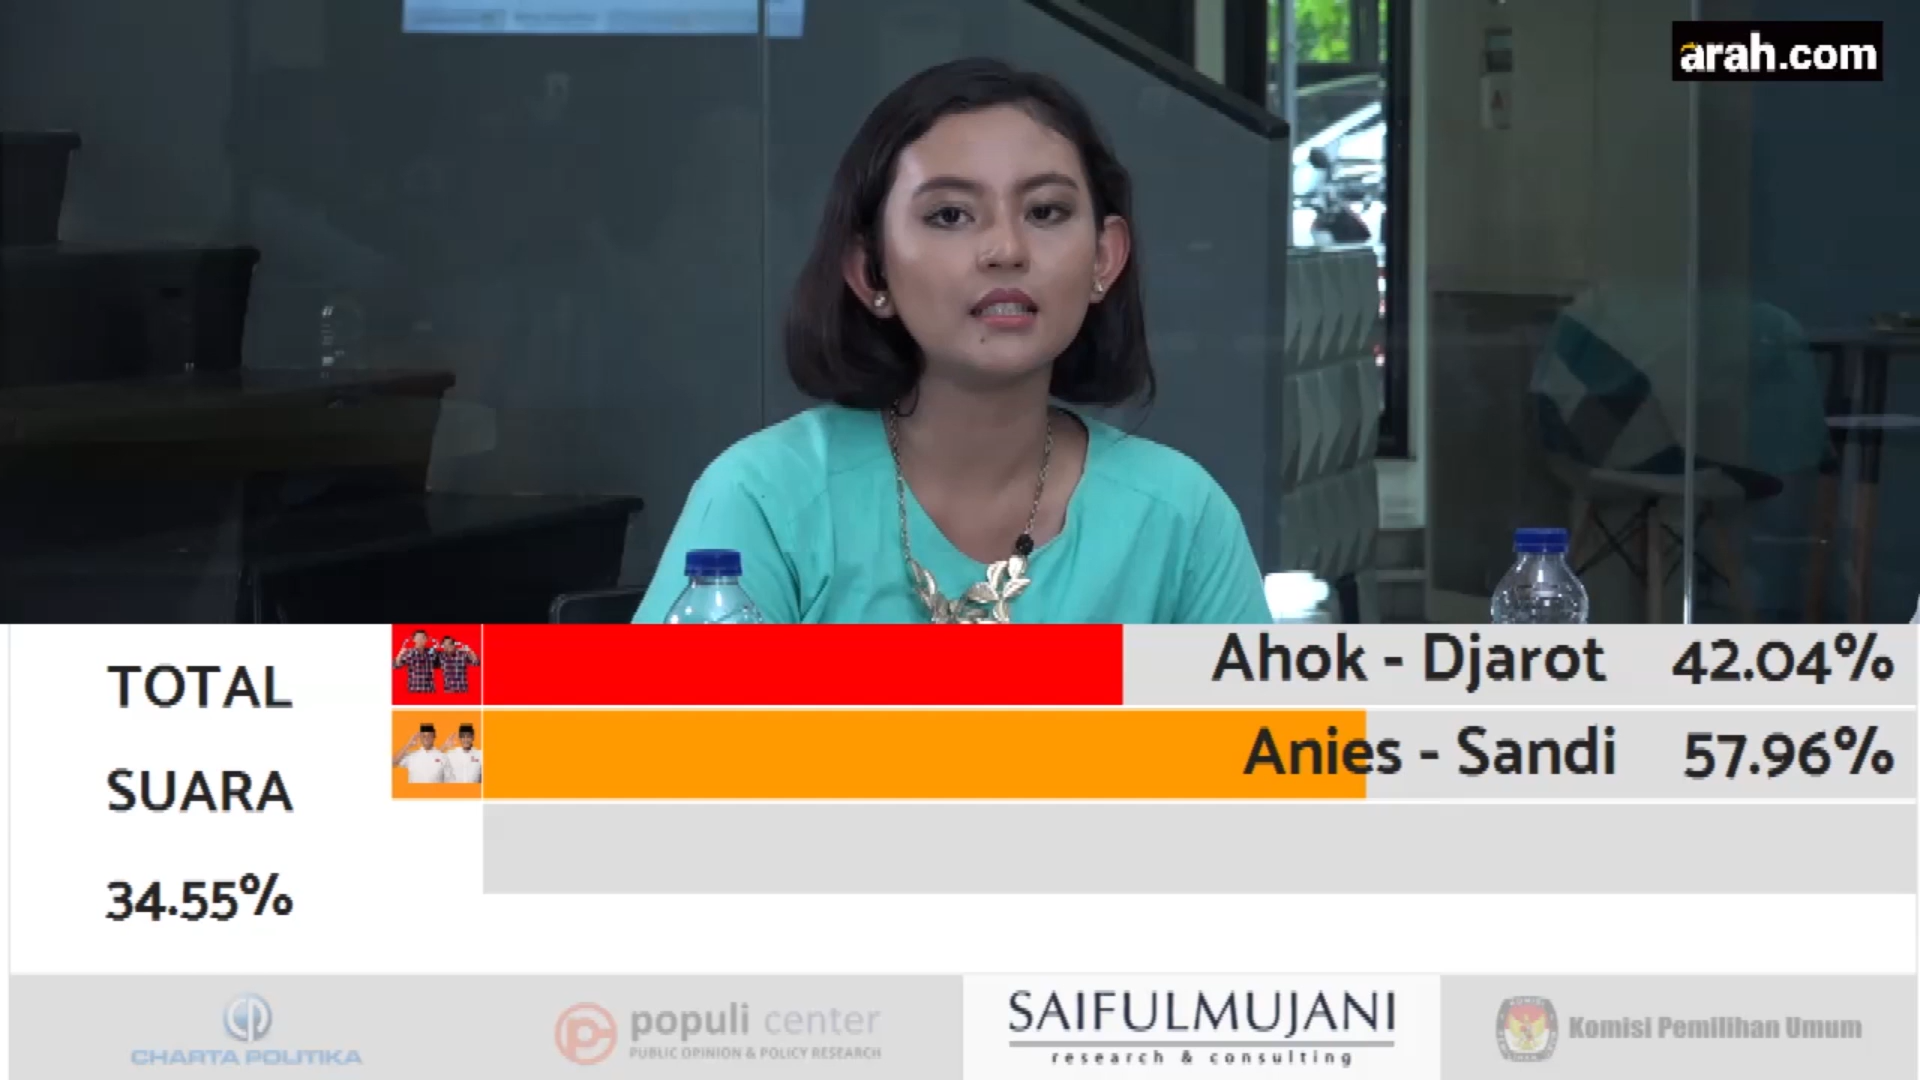 arah.com
Ahok - Djarot 42.04%
Anies - Sandi 57.96%
TOTAL
SUARA
34.55%
CHARTA POLITIKA
populi center
PUBLIC OPINION & POLICY RESEARCH
SAIFULMUJANI
research & consulting
Komisi Pemilihan Umum